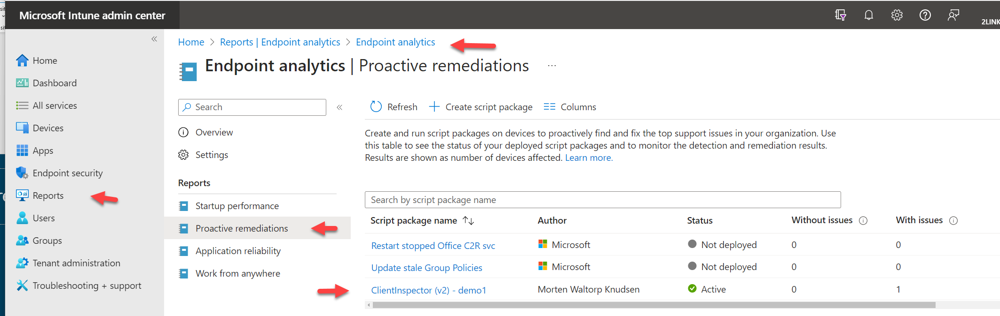 Microsoft Intune admin center
2LINK
Home
Dashboard
All services
Devices
Apps
Endpoint security
Reports
Users
Groups
Tenant administration
Troubleshooting + support
Home > Reports | Endpoint analytics > Endpoint analytics
Endpoint analytics | Proactive remediations ...
Search
Overview
Settings
Reports
Startup performance
Proactive remediations
Application reliability
Work from anywhere
Refresh Create script package Columns
Create and run script packages on devices to proactively find and fix the top support issues in your organization. Use
this table to see the status of your deployed script packages and to monitor the detection and remediation results.
Results are shown as number of devices affected. Learn more.
Search by script package name
Script package name Author Status Without issues With issues
Restart stopped Office C2R svc Microsoft Not deployed 0 0
Update stale Group Policies Microsoft Not deployed 0 0
ClientInspector (v2) - demo1 Morten Waltorp Knudsen Active 0 1